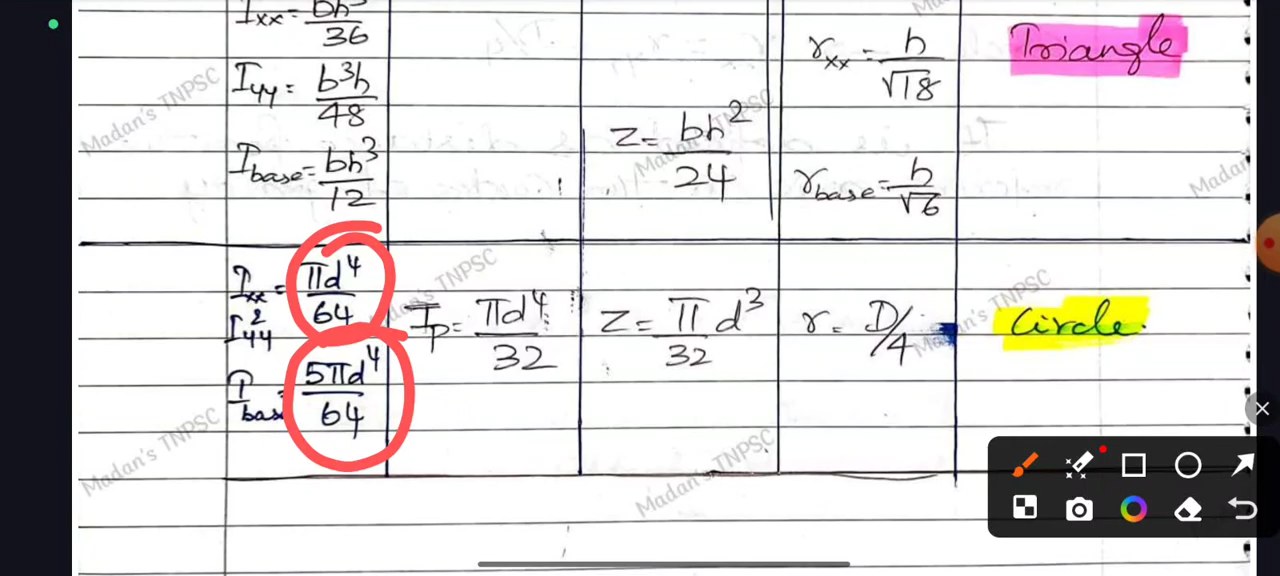 Ixx = bh³/36
Iyy = b³h/48
Ibase = bh³/12
Z = bh²/24
rxx = h/√18
rbase = h/√6
Triangle
Ixx = πd⁴/64
Iyy
Ibase = 5πd⁴/64
Ip = πd⁴/32
Z = π d³/32
r = D/4
Circle
Madan's TNPSC
Madan's TNPSC
Madan's TNPSC
Madan's TNPSC
Madan's TNPSC